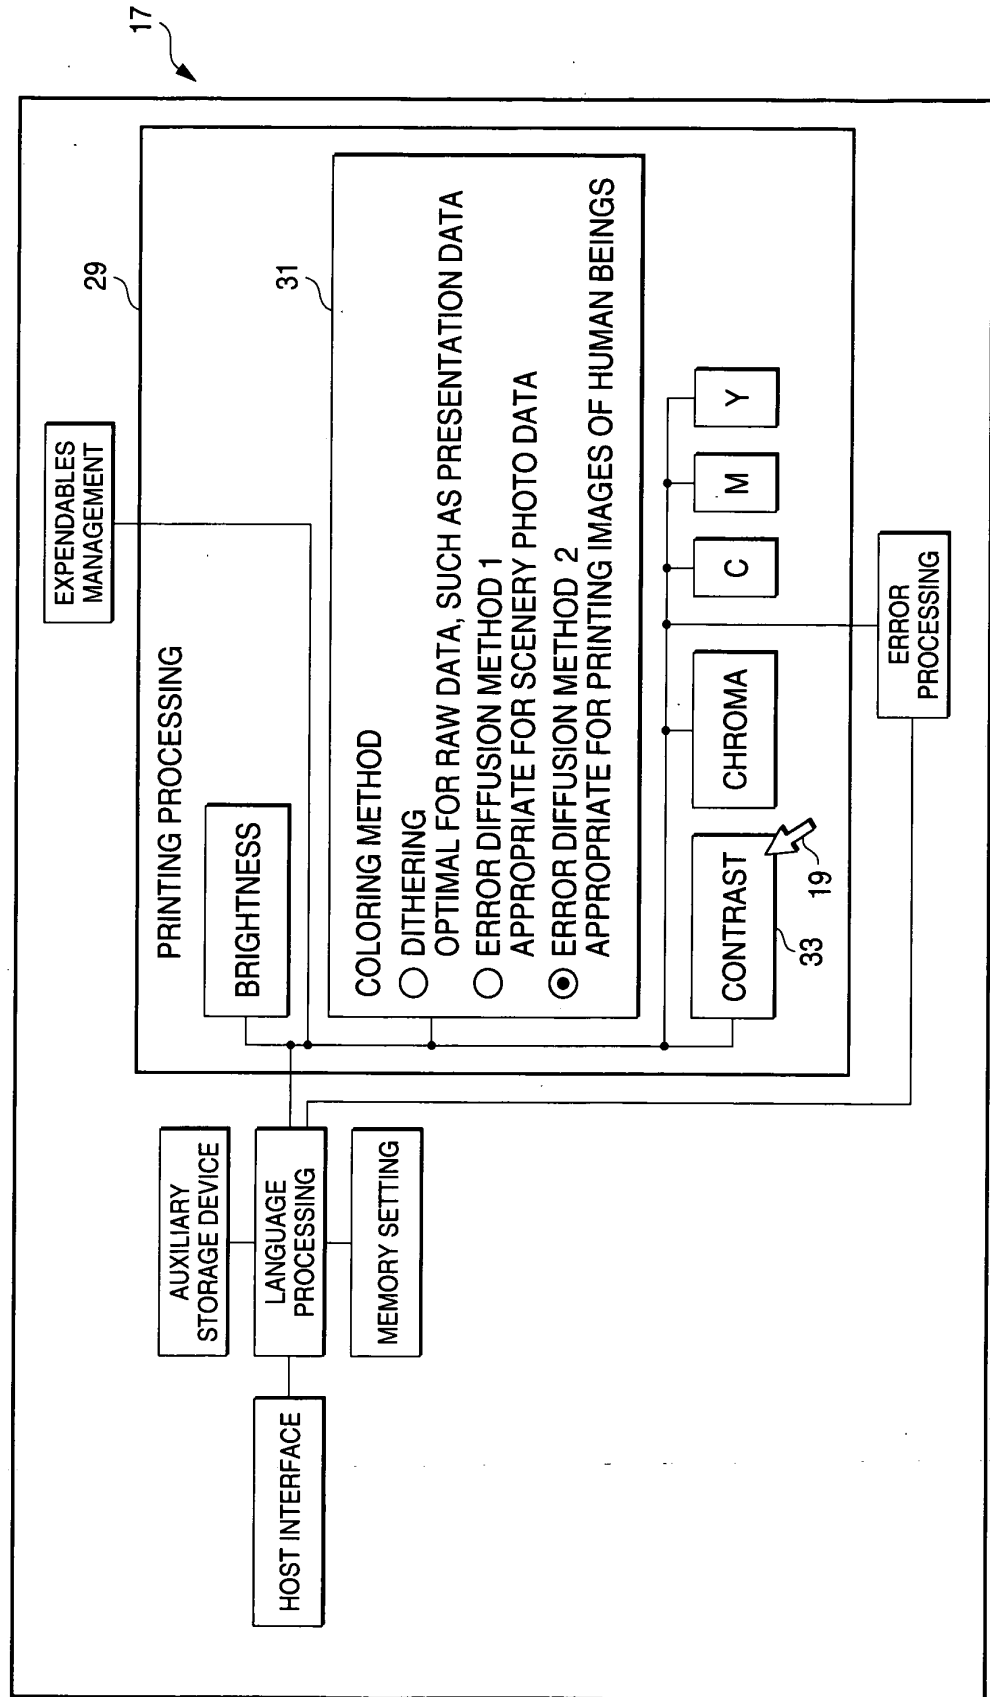 17
EXPENDABLES
MANAGEMENT
29
PRINTING PROCESSING
BRIGHTNESS
31
COLORING METHOD
DITHERING
OPTIMAL FOR RAW DATA, SUCH AS PRESENTATION DATA
ERROR DIFFUSION METHOD 1
APPROPRIATE FOR SCENERY PHOTO DATA
ERROR DIFFUSION METHOD 2
APPROPRIATE FOR PRINTING IMAGES OF HUMAN BEINGS
AUXILIARY
STORAGE DEVICE
HOST INTERFACE
LANGUAGE
PROCESSING
MEMORY SETTING
CONTRAST
CHROMA
C
M
Y
33
19
ERROR
PROCESSING